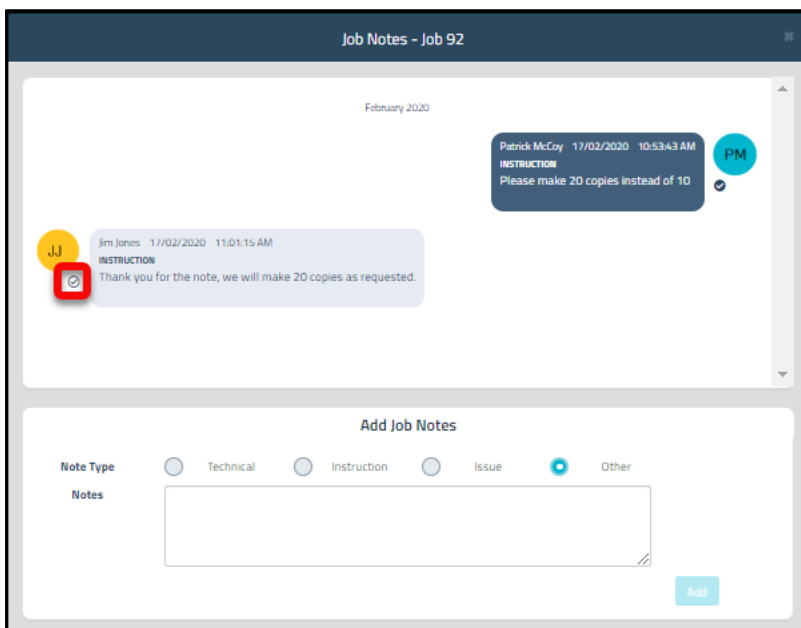 Job Notes - Job 92
February 2020
Patrick McCoy 17/02/2020 10:53:43 AM
INSTRUCTION
Please make 20 copies instead of 10
PM
JJ
Jim Jones 17/02/2020 11:01:15 AM
INSTRUCTION
Thank you for the note, we will make 20 copies as requested.
Add Job Notes
Note Type Technical Instruction Issue Other
Notes
Add